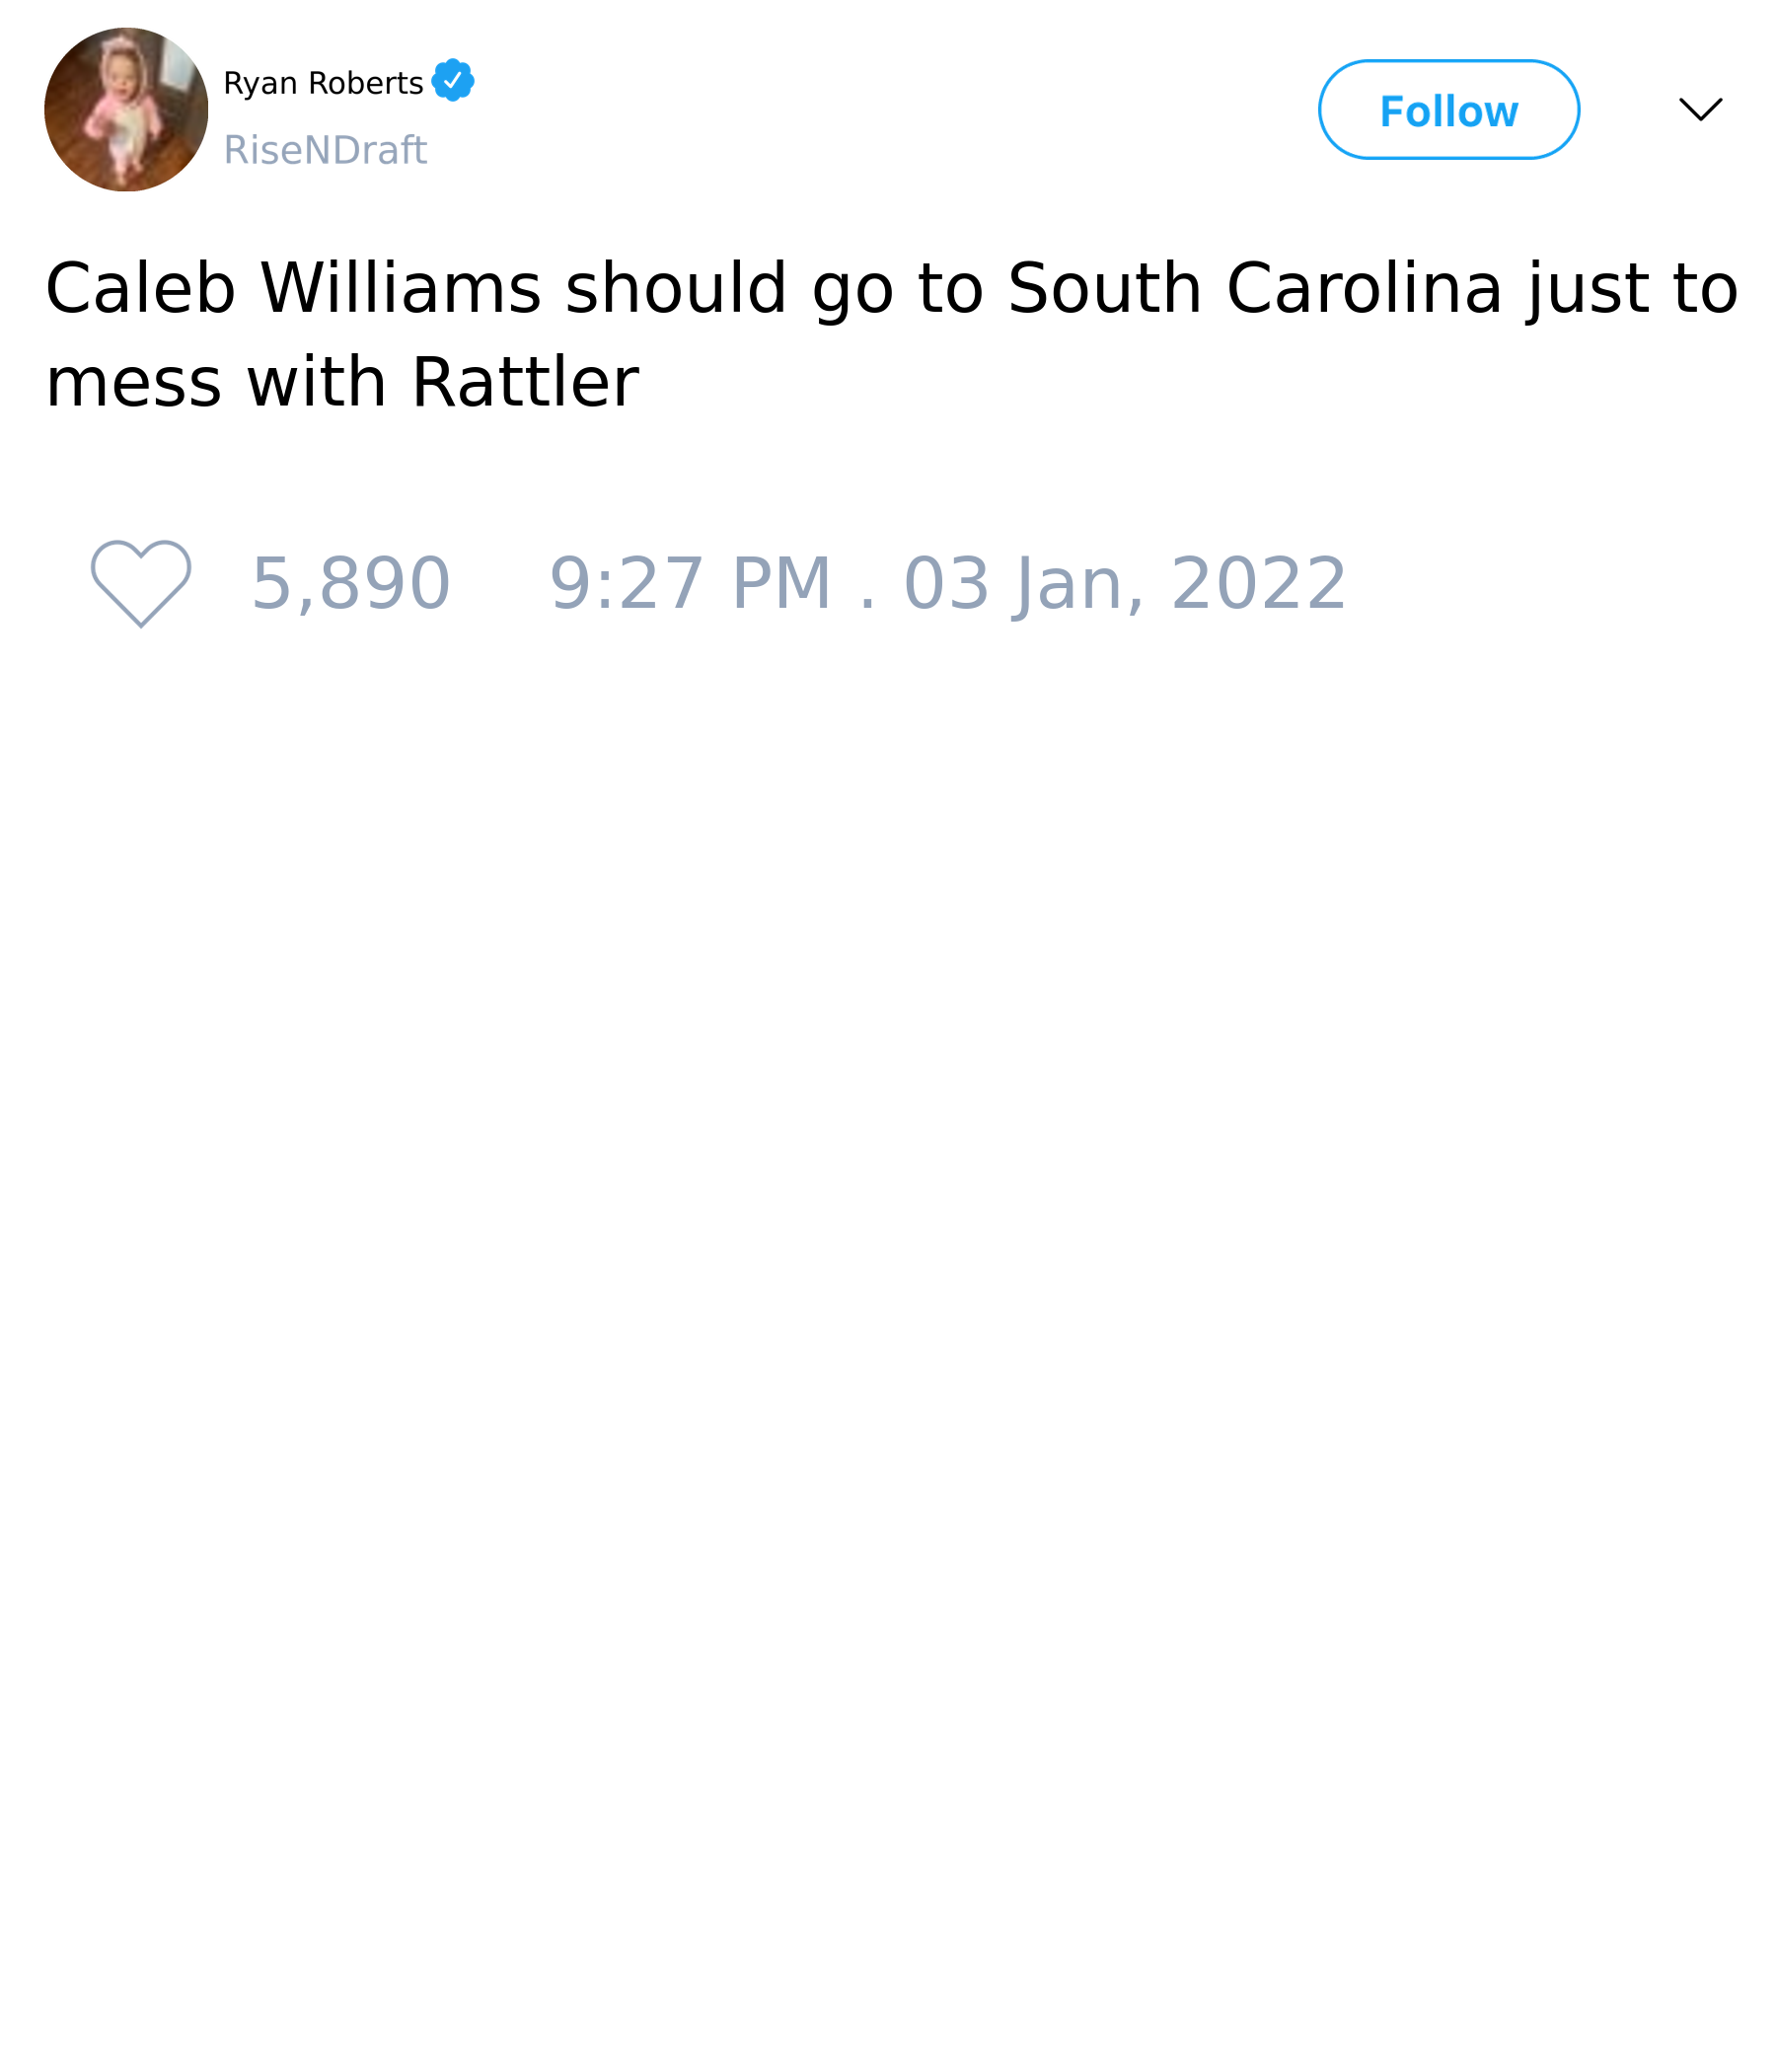 Ryan Roberts
RiseNDraft
Follow
Caleb Williams should go to South Carolina just to
mess with Rattler
5,890 9:27 PM . 03 Jan, 2022